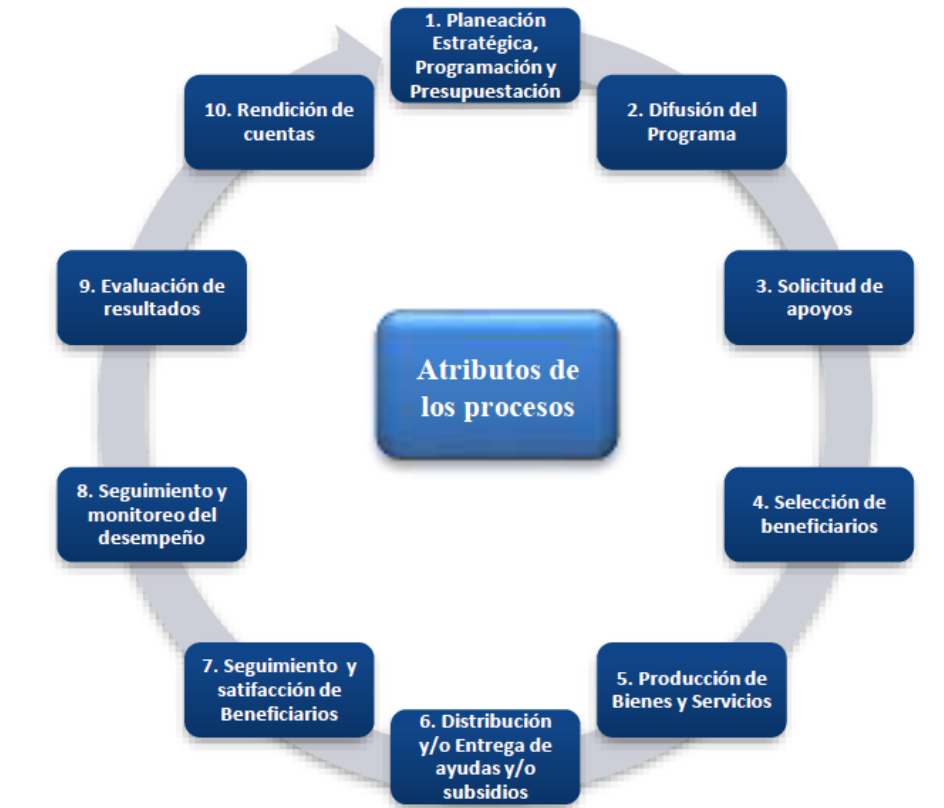 1. Planeación
Estratégica,
Programación y
Presupuestación
2. Difusión del
Programa
3. Solicitud de
apoyos
4. Selección de
beneficiarios
5. Producción de
Bienes y Servicios
6. Distribución
y/o Entrega de
ayudas y/o
subsidios
7. Seguimiento y
satifacción de
Beneficiarios
8. Seguimiento y
monitoreo del
desempeño
9. Evaluación de
resultados
10. Rendición de
cuentas
Atributos de
los procesos